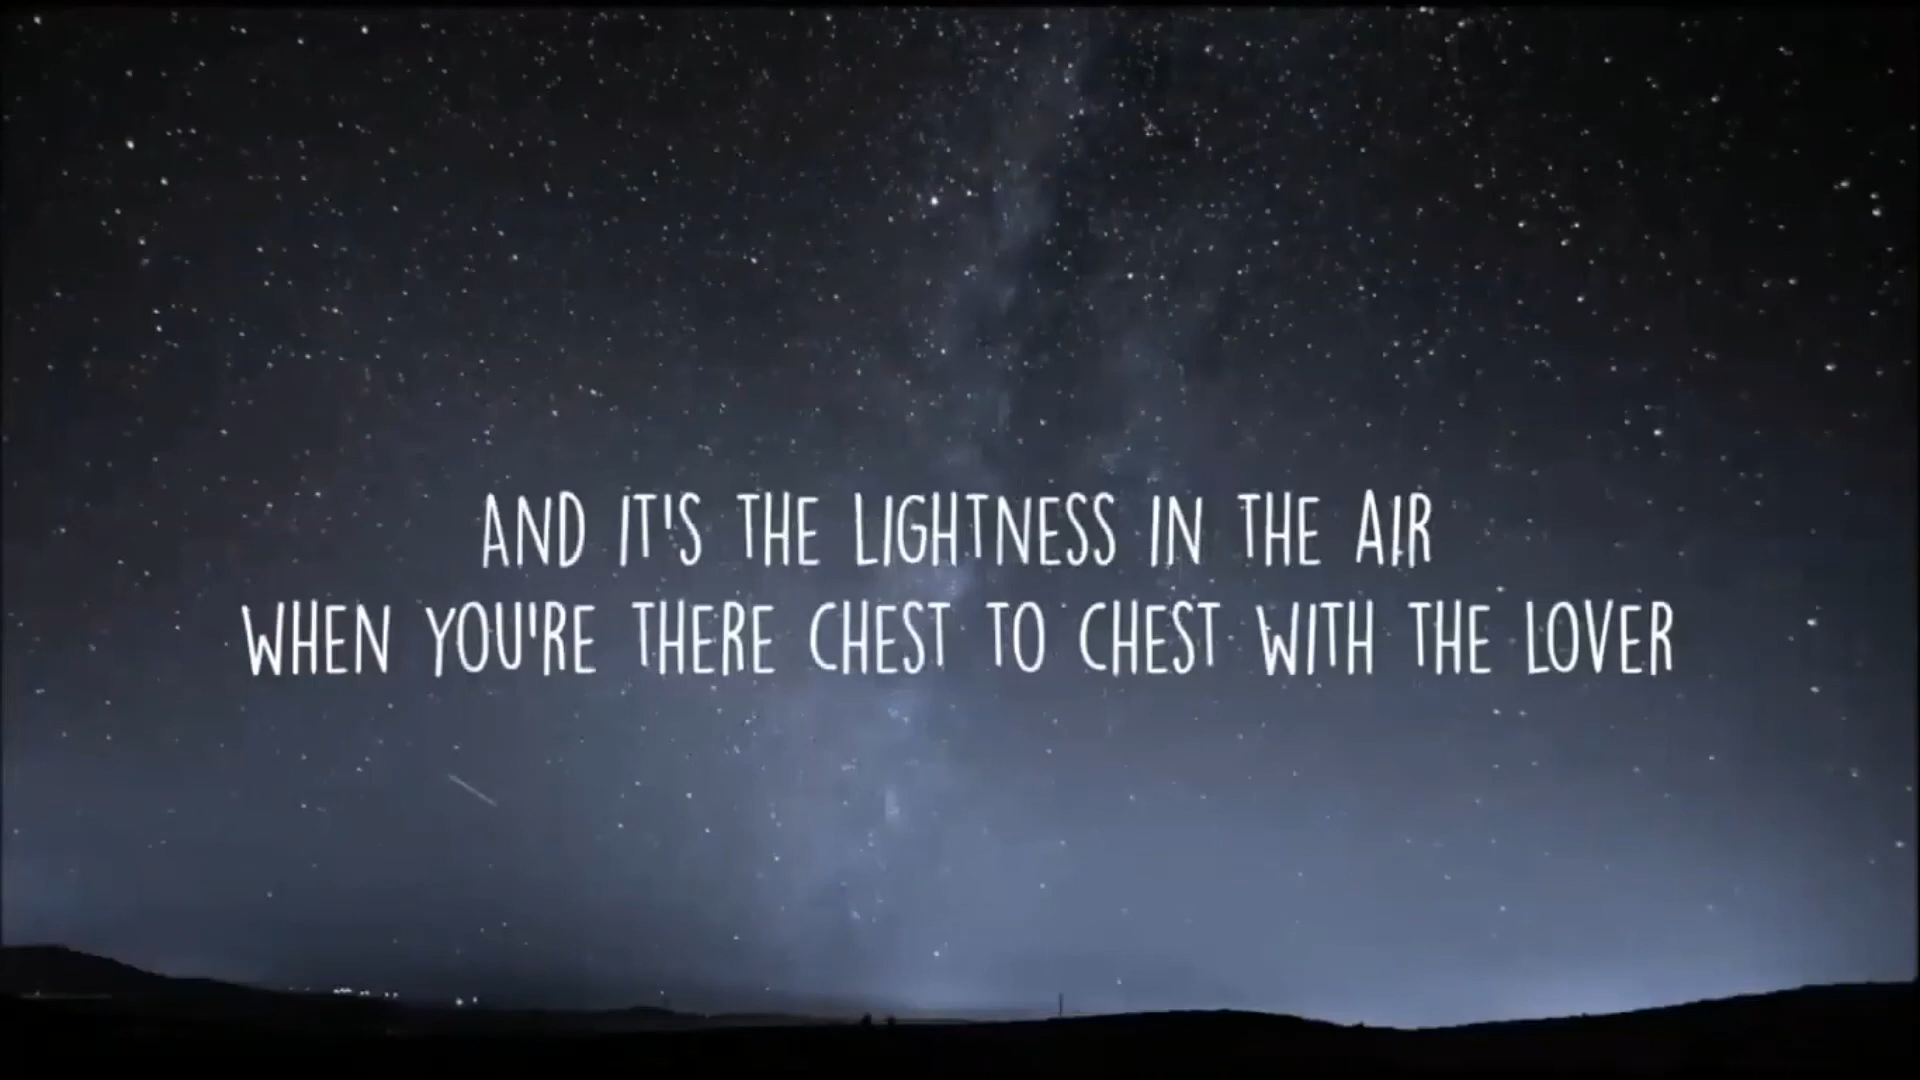 AND IT'S THE LIGHTNESS IN THE AIR
WHEN YOU'RE THERE CHEST TO CHEST WITH THE LOVER